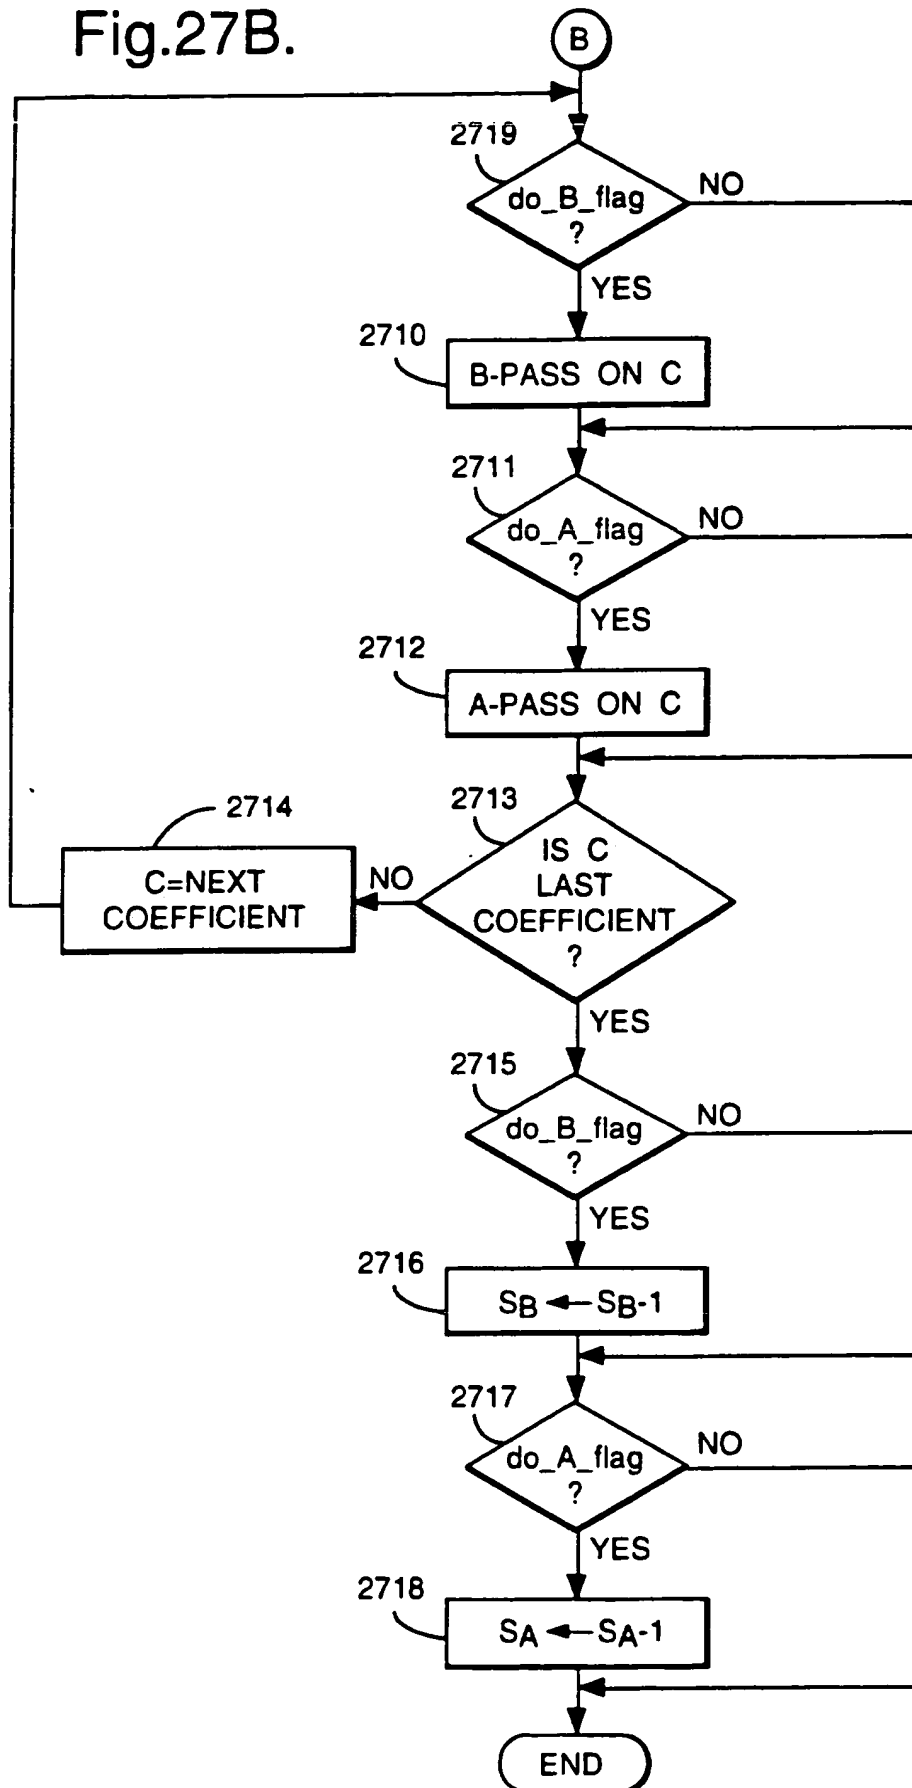 Fig.27B.
B
2719
do_B_flag
?
NO
YES
2710
B-PASS ON C
2711
do_A_flag
?
NO
YES
2712
A-PASS ON C
2713
IS C
LAST
COEFFICIENT
?
NO
2714
C=NEXT
COEFFICIENT
YES
2715
do_B_flag
?
NO
YES
2716
SB ← SB-1
2717
do_A_flag
?
NO
YES
2718
SA ← SA-1
END